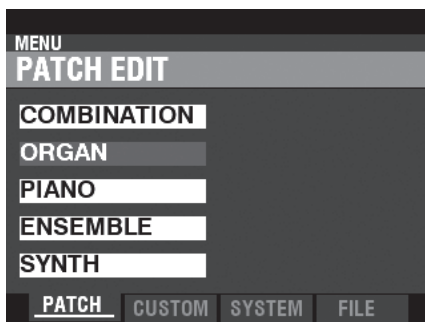 MENU
PATCH EDIT
COMBINATION
ORGAN
PIANO
ENSEMBLE
SYNTH
PATCH CUSTOM SYSTEM FILE